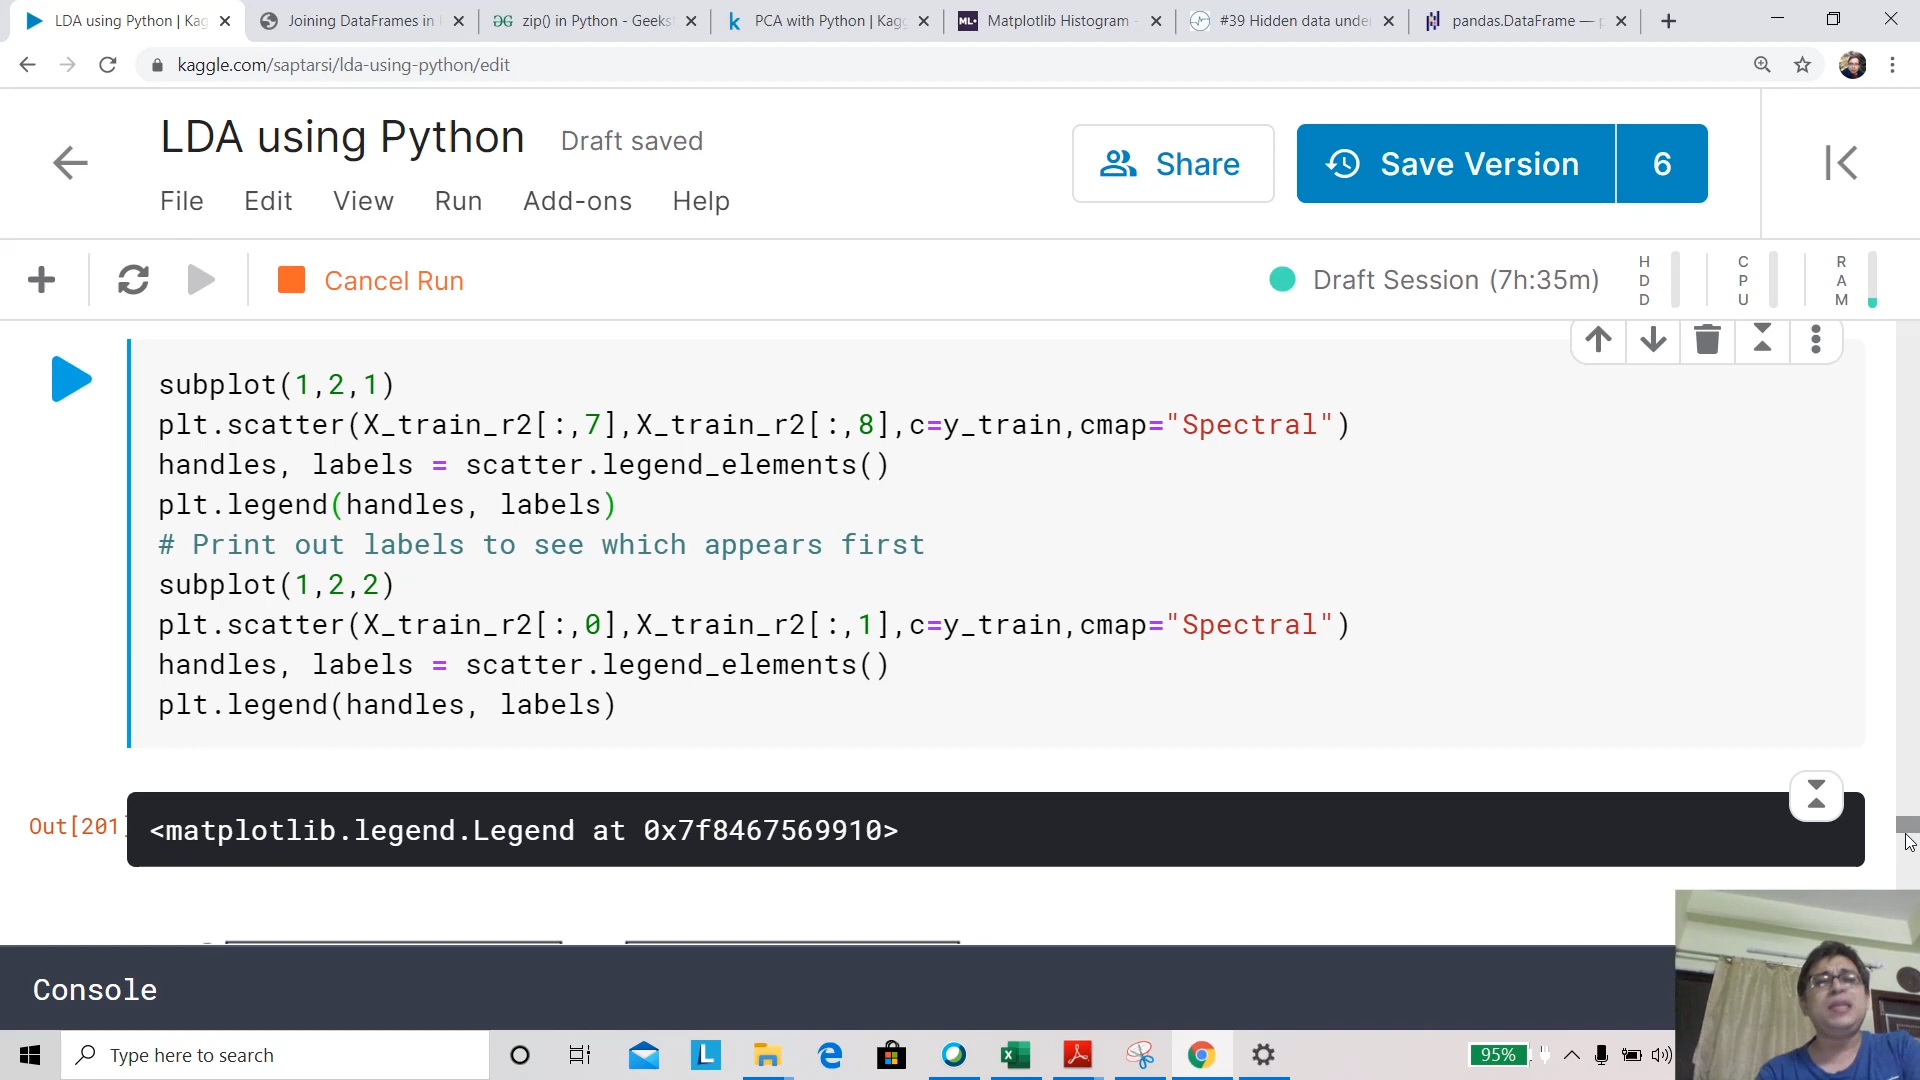 LDA using Python | Kag
Joining DataFrames in
zip() in Python - Geeks
PCA with Python | Kagg
Matplotlib Histogram -
#39 Hidden data unde
pandas.DataFrame — p
kaggle.com/saptarsi/lda-using-python/edit
LDA using Python Draft saved
Share
Save Version 6
File Edit View Run Add-ons Help
Cancel Run
Draft Session (7h:35m)
HDD
CPU
RAM
subplot(1,2,1)
plt.scatter(X_train_r2[:,7],X_train_r2[:,8],c=y_train,cmap="Spectral")
handles, labels = scatter.legend_elements()
plt.legend(handles, labels)
# Print out labels to see which appears first
subplot(1,2,2)
plt.scatter(X_train_r2[:,0],X_train_r2[:,1],c=y_train,cmap="Spectral")
handles, labels = scatter.legend_elements()
plt.legend(handles, labels)
Out[201]
<matplotlib.legend.Legend at 0x7f8467569910>
Console
Type here to search
95%